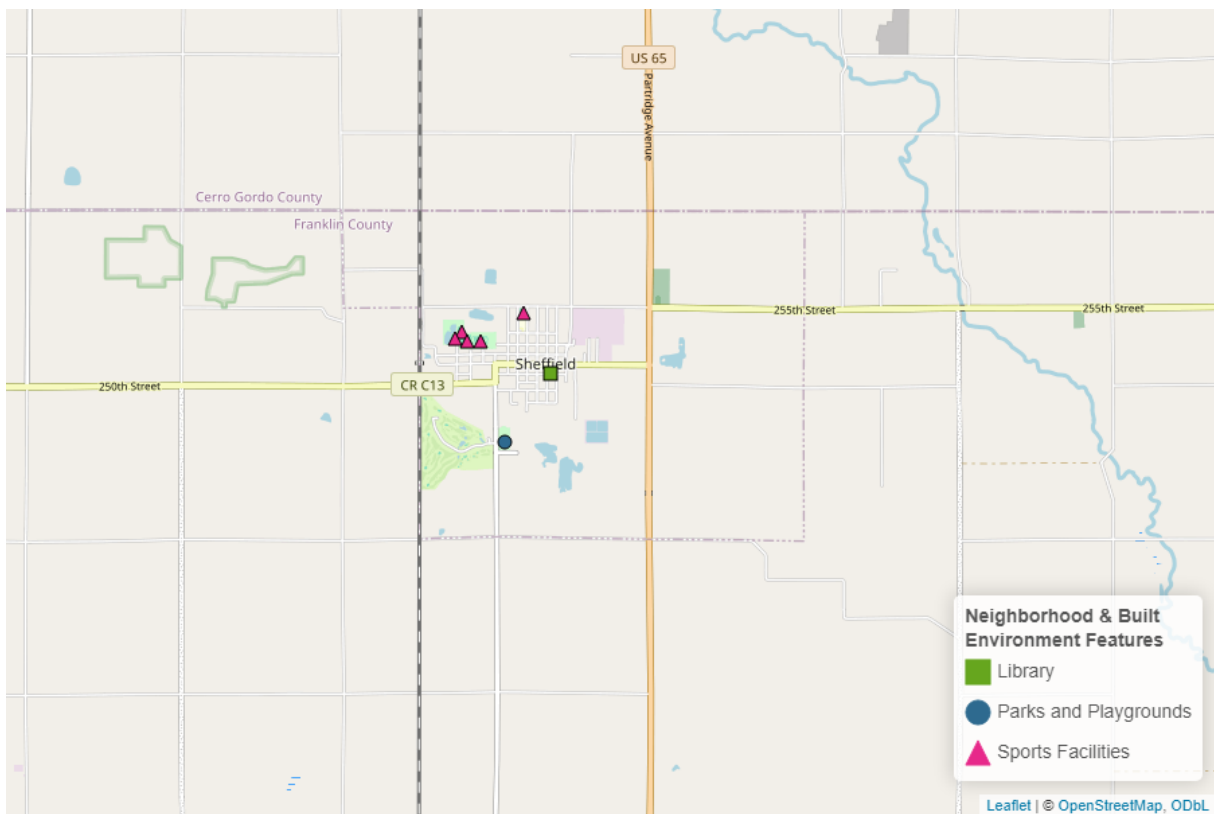 US 65
Partridge Avenue
Cerro Gordo County
Franklin County
255th Street
255th Street
Sheffield
250th Street
CR C13
Neighborhood & Built
Environment Features
Library
Parks and Playgrounds
Sports Facilities
Leaflet | © OpenStreetMap, ODbL